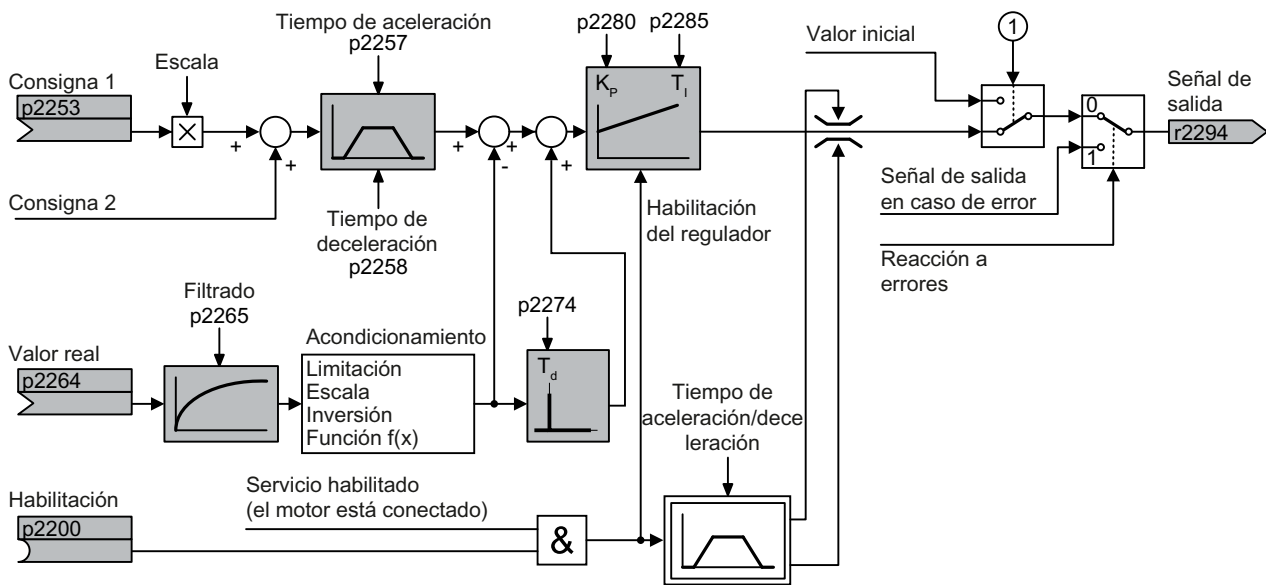 Tiempo de aceleración
p2257
p2280
p2285
Valor inicial
1
Escala
Consigna 1
p2253
×
K_P
T_I
0
Señal de
salida
r2294
+
+
+
-
+
+
1
Consigna 2
Señal de salida
en caso de error
Tiempo de
deceleración
p2258
Habilitación
del regulador
Reacción a
errores
Filtrado
p2265
p2274
Valor real
p2264
Acondicionamiento
Limitación
Escala
Inversión
Función f(x)
T_d
Tiempo de
aceleración/dece
leración
Servicio habilitado
(el motor está conectado)
Habilitación
p2200
&